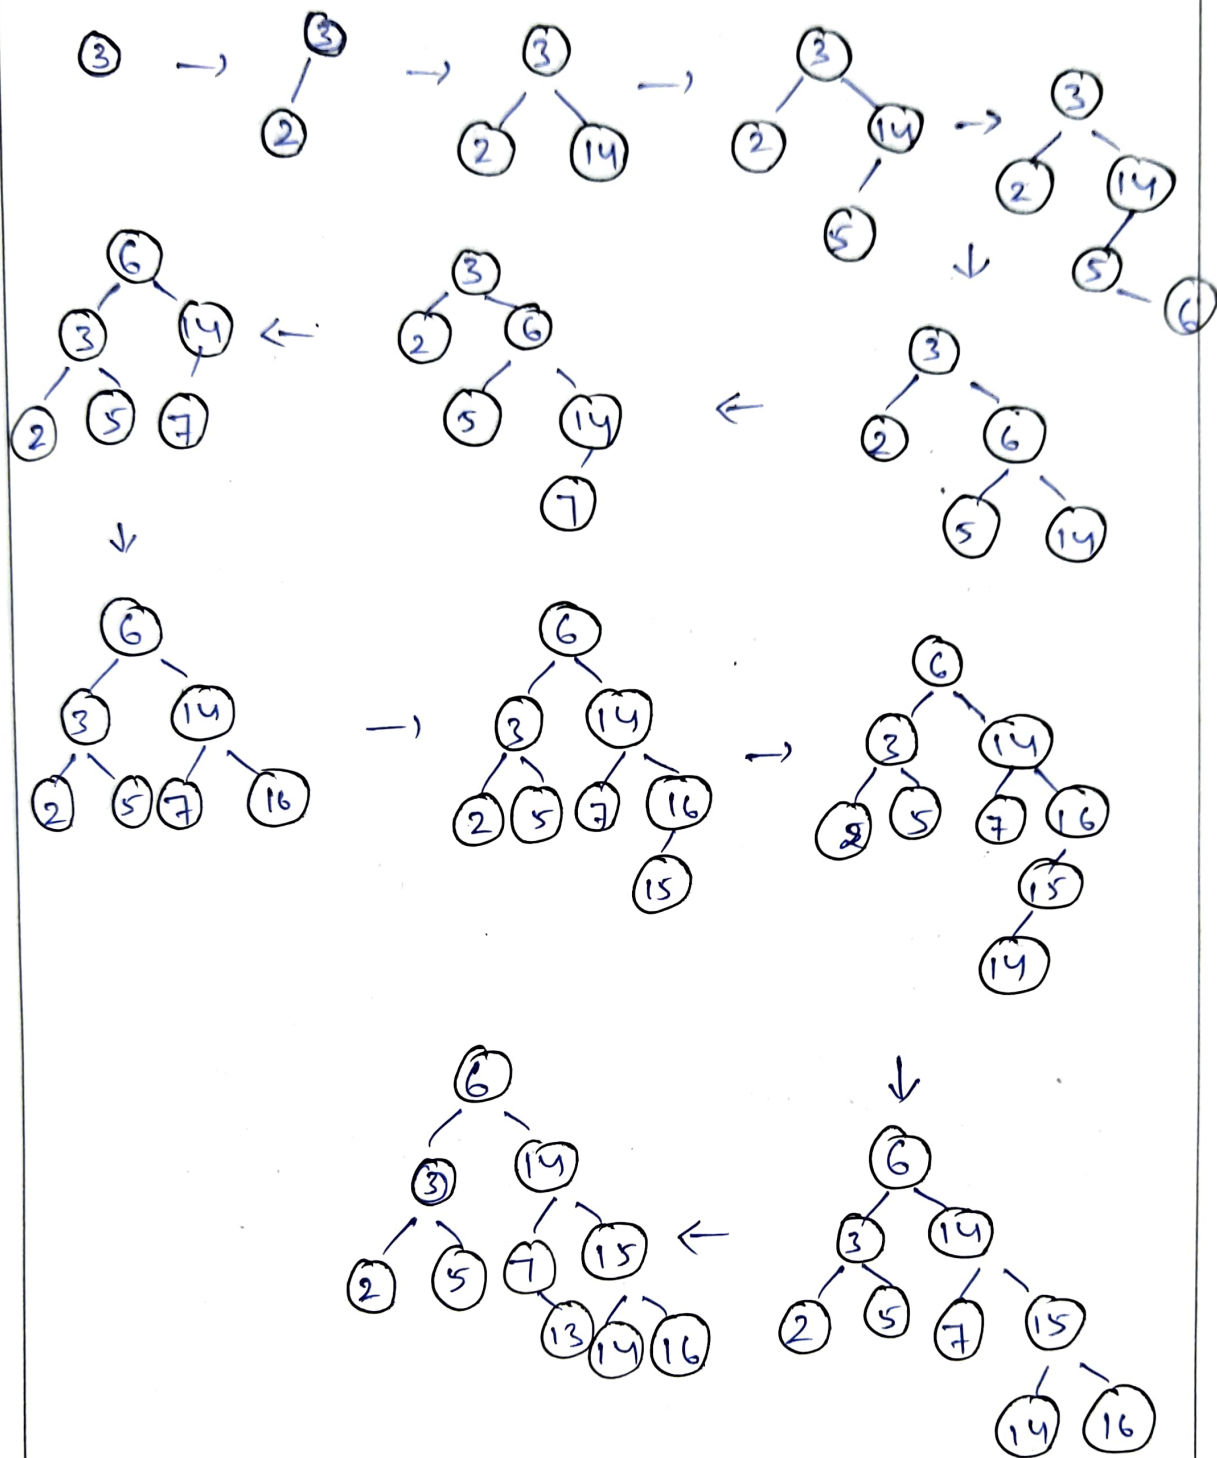 3 → 3 → 3 → 3 → 3
2 2 14 2 14 2 14
5 5 6
↓
6 ← 3 ← 3
3 14 2 6 2 6
2 5 7 5 14 5 14
7
↓
6 → 6 → 6
3 14 3 14 3 14
2 5 7 16 2 5 7 16 2 5 7 16
15 15
14
↓
6 ← 6
3 14 3 14
2 5 7 15 2 5 7 15
13 14 16 14 16